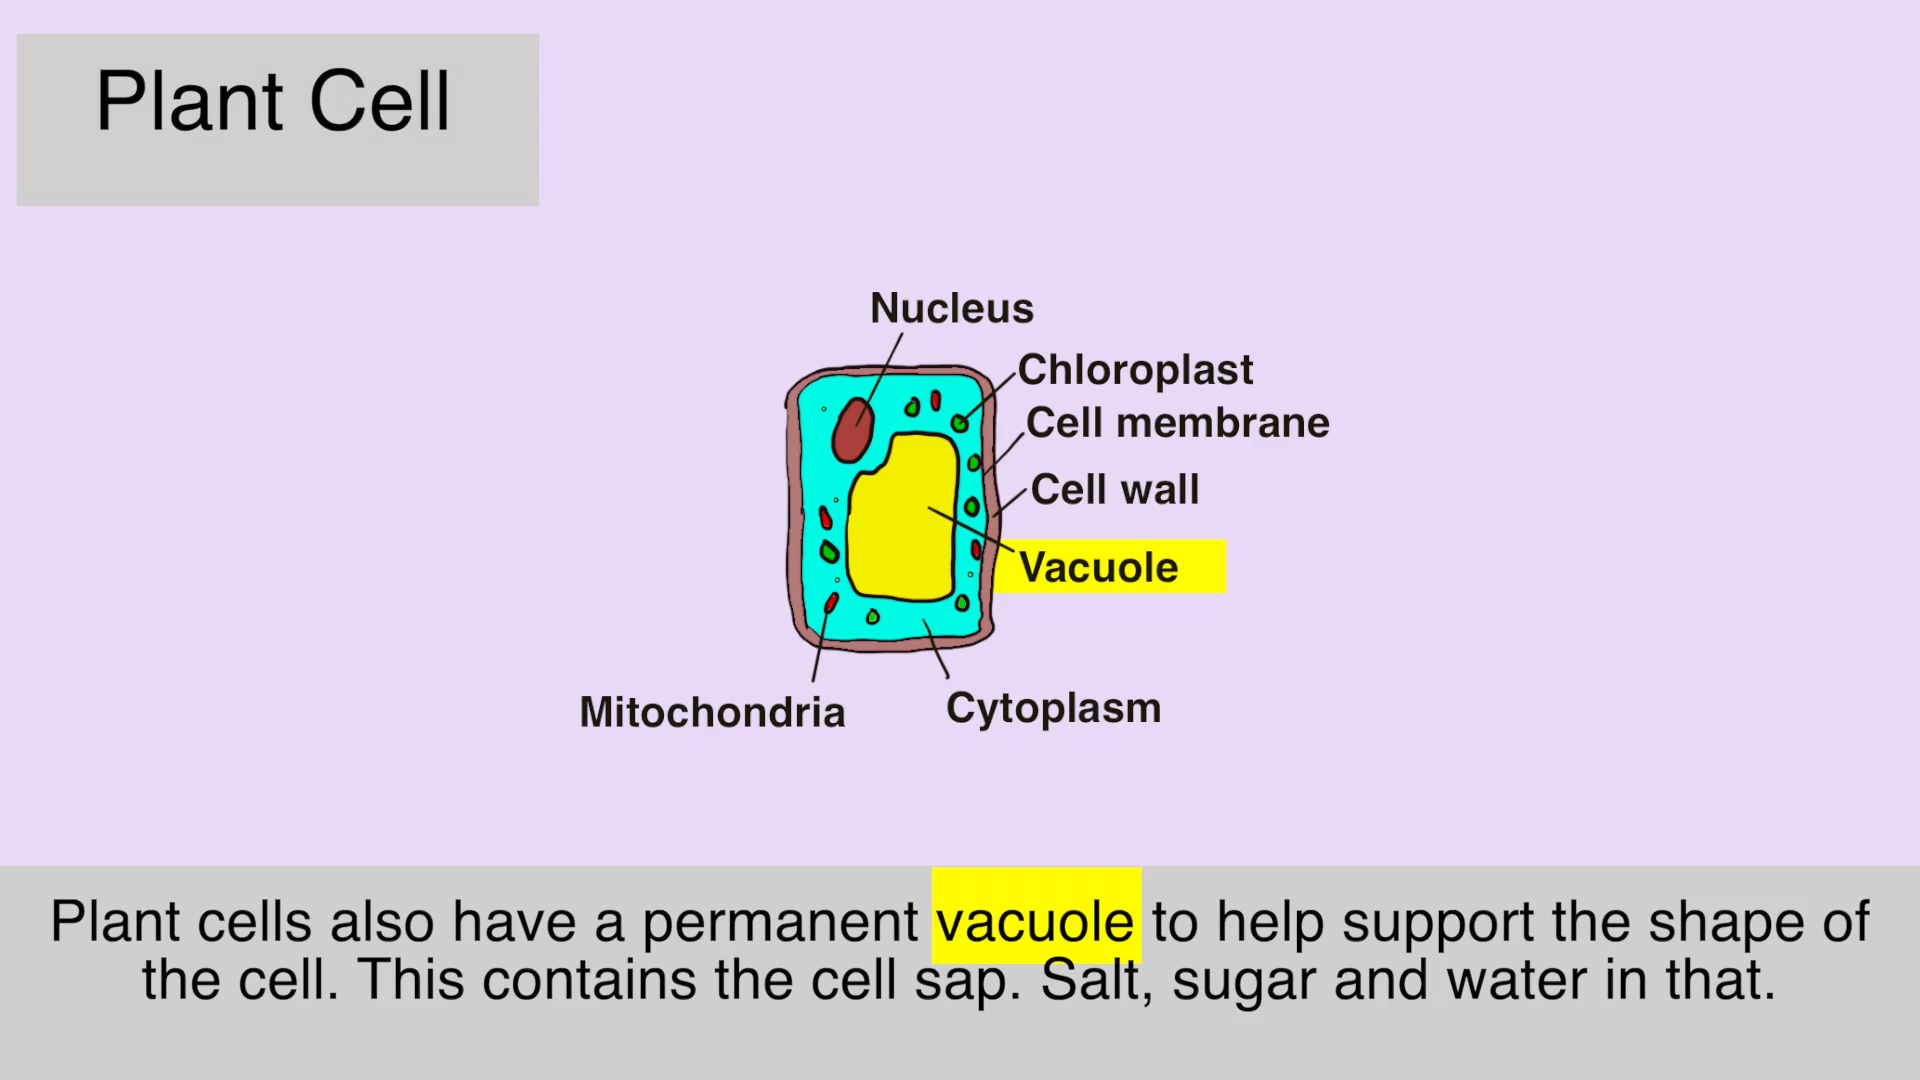 Plant Cell
Nucleus
Chloroplast
Cell membrane
Cell wall
Vacuole
Mitochondria
Cytoplasm
Plant cells also have a permanent vacuole to help support the shape of
the cell. This contains the cell sap. Salt, sugar and water in that.